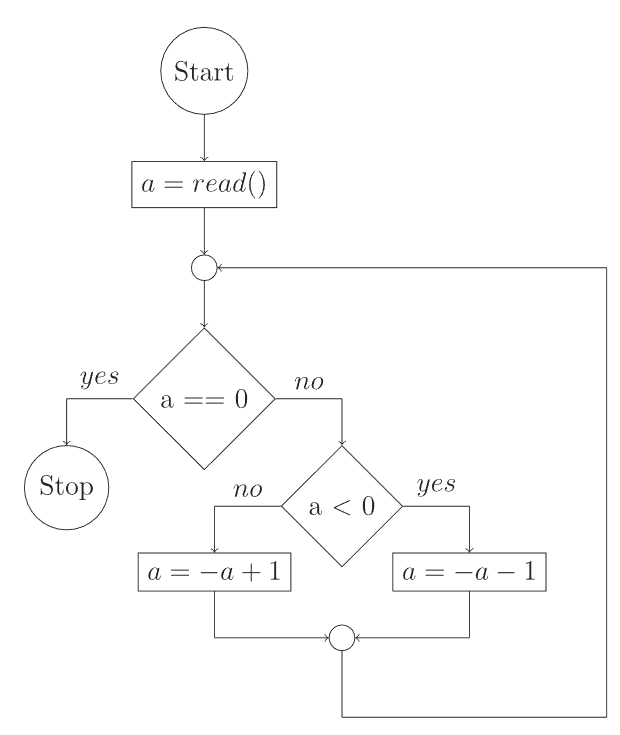 Start
a = read()
yes
a == 0
no
Stop
no
a < 0
yes
a = −a + 1
a = −a − 1